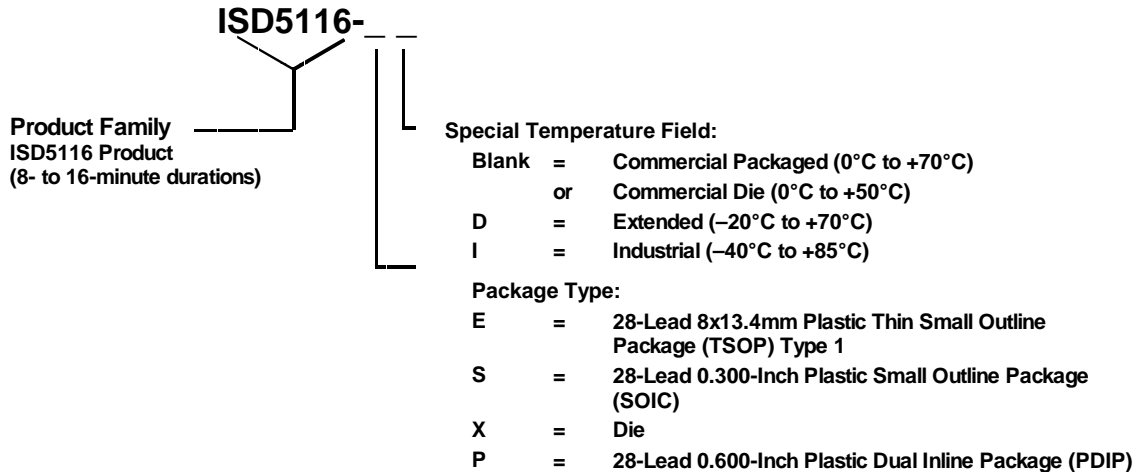 ISD5116-_ _
Product Family
ISD5116 Product
(8- to 16-minute durations)
Special Temperature Field:
Blank = Commercial Packaged (0°C to +70°C)
or Commercial Die (0°C to +50°C)
D = Extended (–20°C to +70°C)
I = Industrial (–40°C to +85°C)
Package Type:
E = 28-Lead 8x13.4mm Plastic Thin Small Outline
Package (TSOP) Type 1
S = 28-Lead 0.300-Inch Plastic Small Outline Package
(SOIC)
X = Die
P = 28-Lead 0.600-Inch Plastic Dual Inline Package (PDIP)